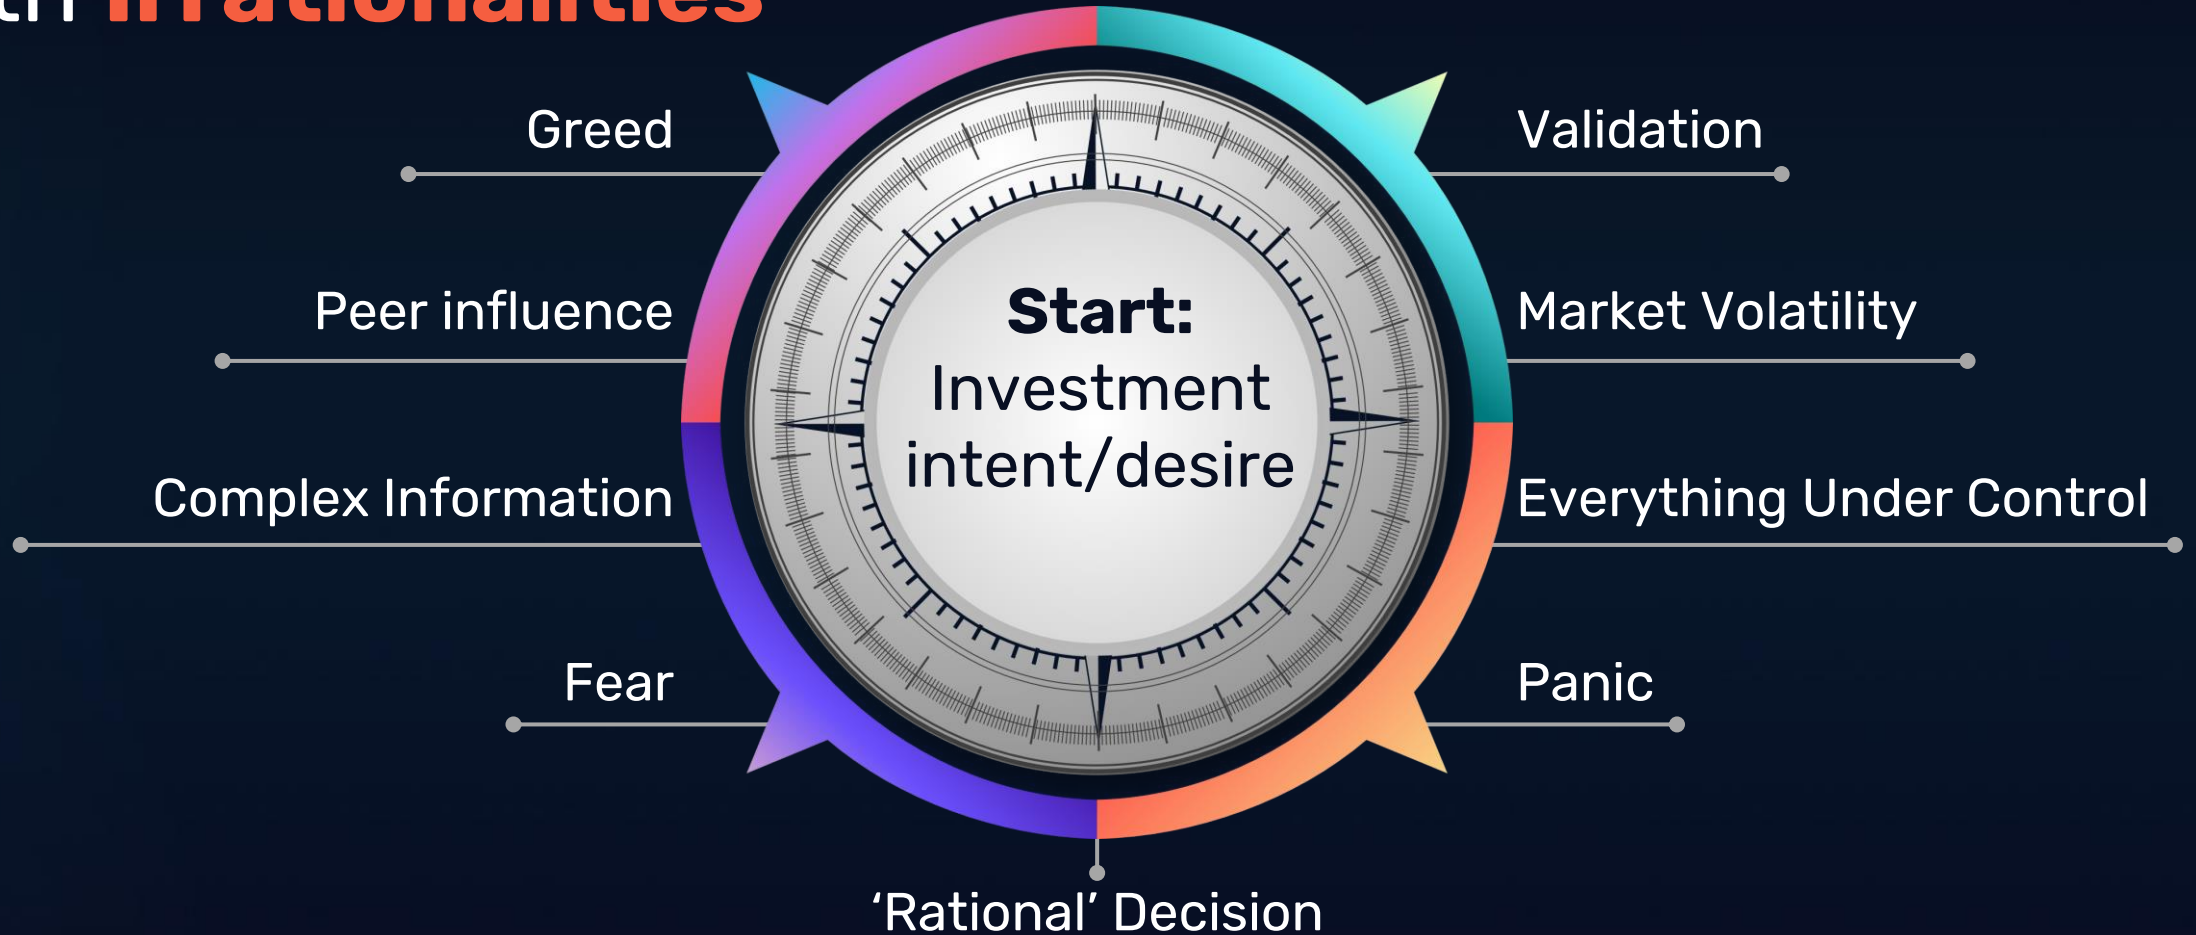 irrationalities
Greed
Validation
Peer influence
Market Volatility
Start:
Investment
intent/desire
Complex Information
Everything Under Control
Fear
Panic
‘Rational’ Decision